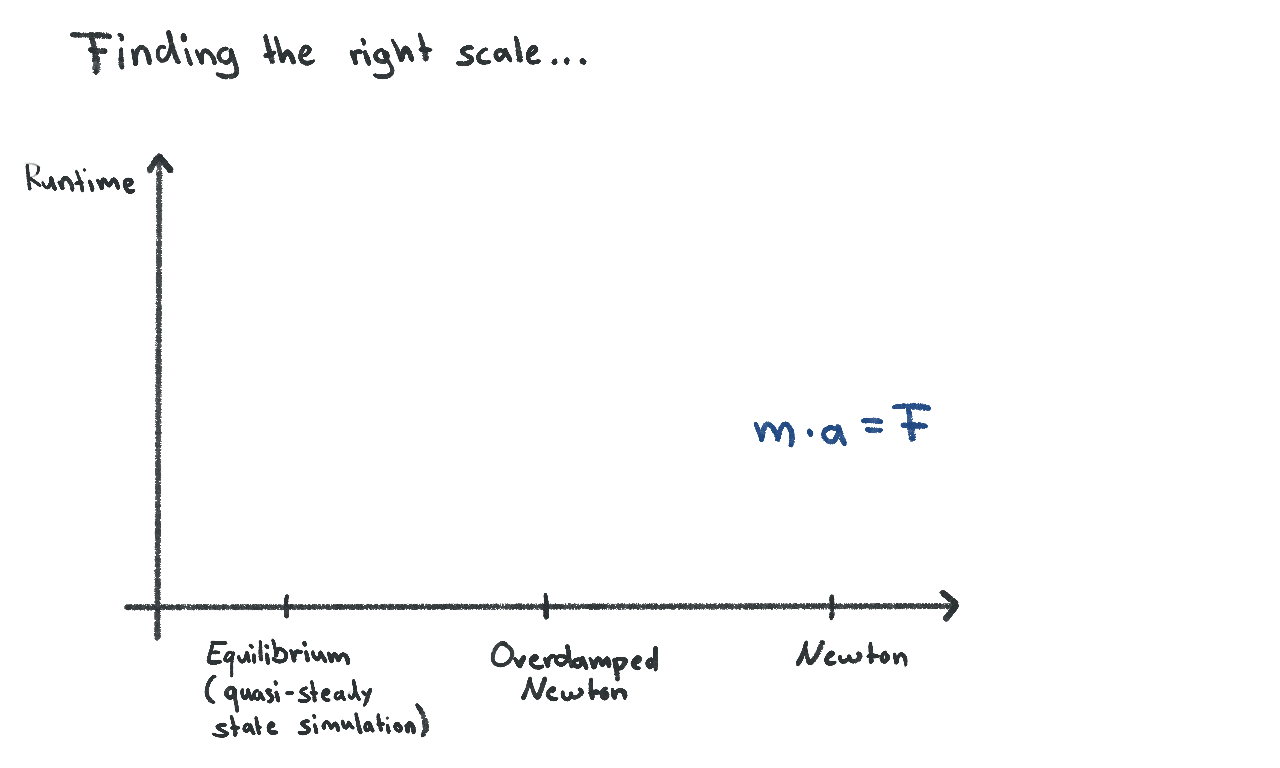 Finding the right scale...
Runtime
m·a = F
Equilibrium
(quasi-steady
state simulation)
Overdamped
Newton
Newton